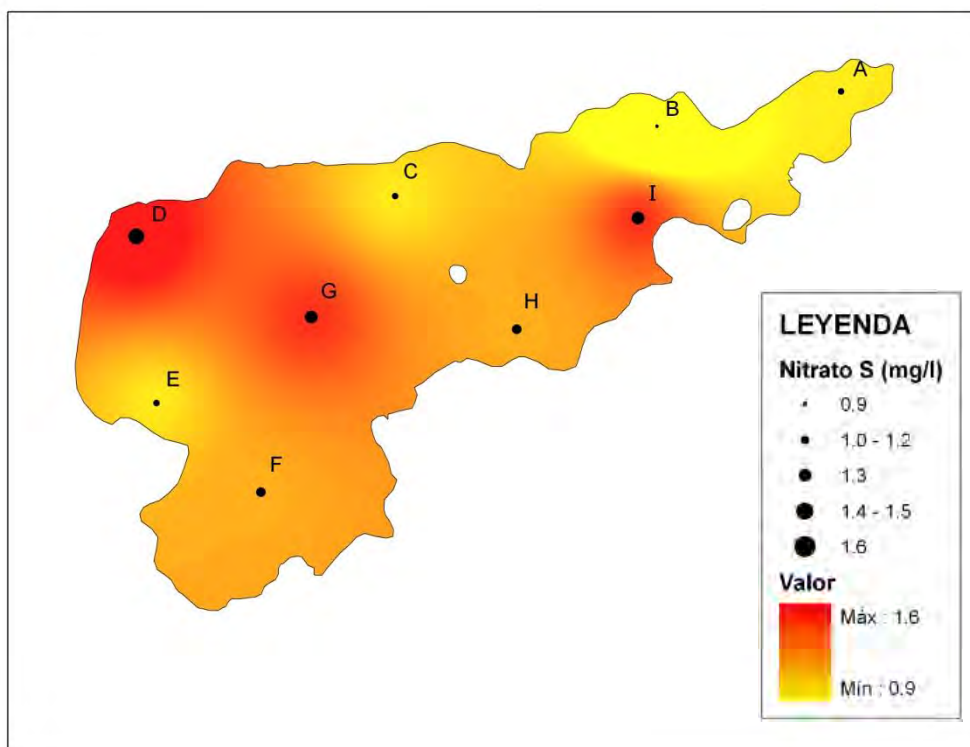 A
B
C
I
D
G
H
E
F
LEYENDA
Nitrato S (mg/l)
0.9
1.0 - 1.2
1.3
1.4 - 1.5
1.6
Valor
Máx : 1.6
Mín : 0.9